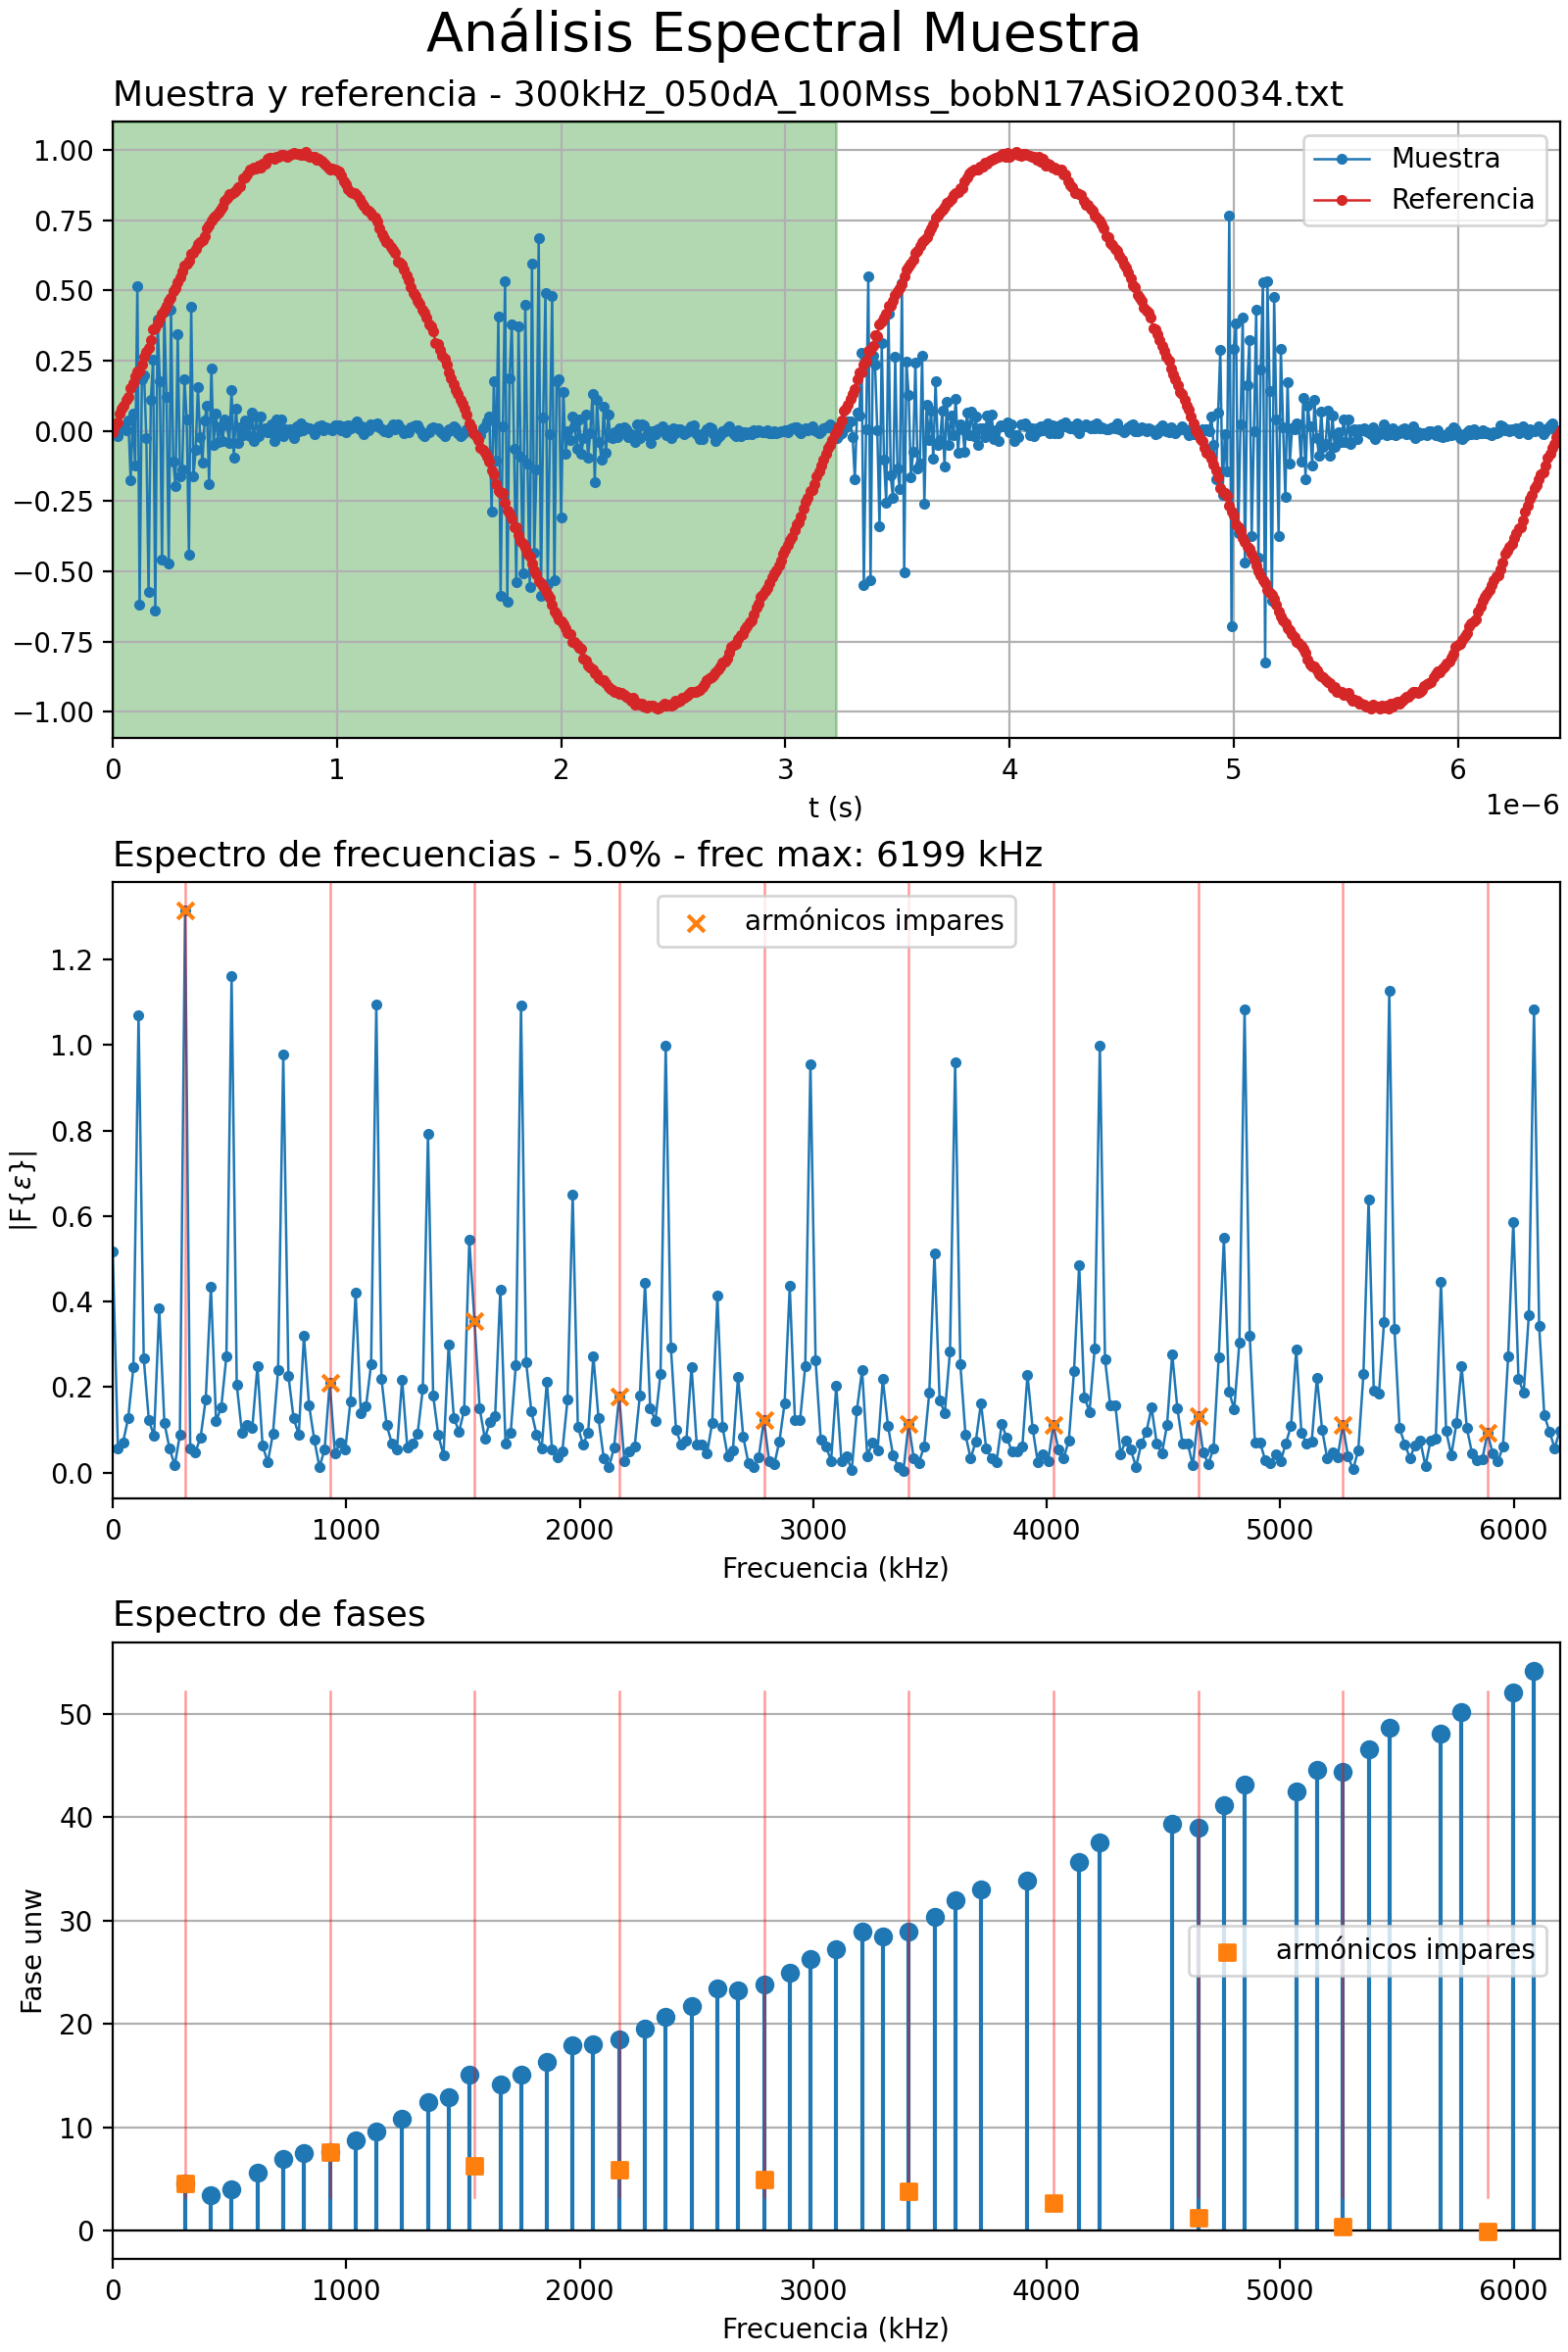 Análisis Espectral Muestra
Muestra y referencia - 300kHz_050dA_100Mss_bobN17ASiO20034.txt
1.00
0.75
0.50
0.25
0.00
−0.25
−0.50
−0.75
−1.00
Muestra
Referencia
0 1 2 3 4 5 6
t (s)
1e−6
Espectro de frecuencias - 5.0% - frec max: 6199 kHz
|F{ε}|
1.2
1.0
0.8
0.6
0.4
0.2
0.0
armónicos impares
0 1000 2000 3000 4000 5000 6000
Frecuencia (kHz)
Espectro de fases
Fase unw
50
40
30
20
10
0
armónicos impares
0 1000 2000 3000 4000 5000 6000
Frecuencia (kHz)